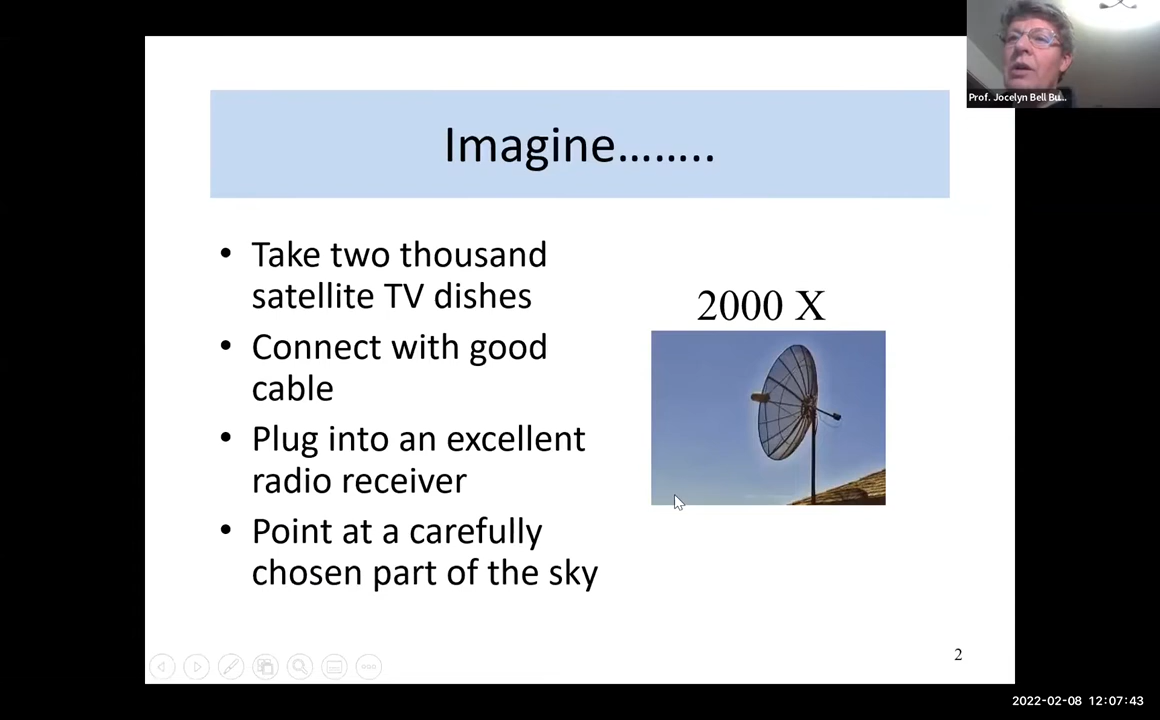 Prof. Jocelyn Bell Bu...
Imagine........
• Take two thousand
satellite TV dishes
• Connect with good
cable
• Plug into an excellent
radio receiver
• Point at a carefully
chosen part of the sky
2000 X
2
2022-02-08 12:07:43